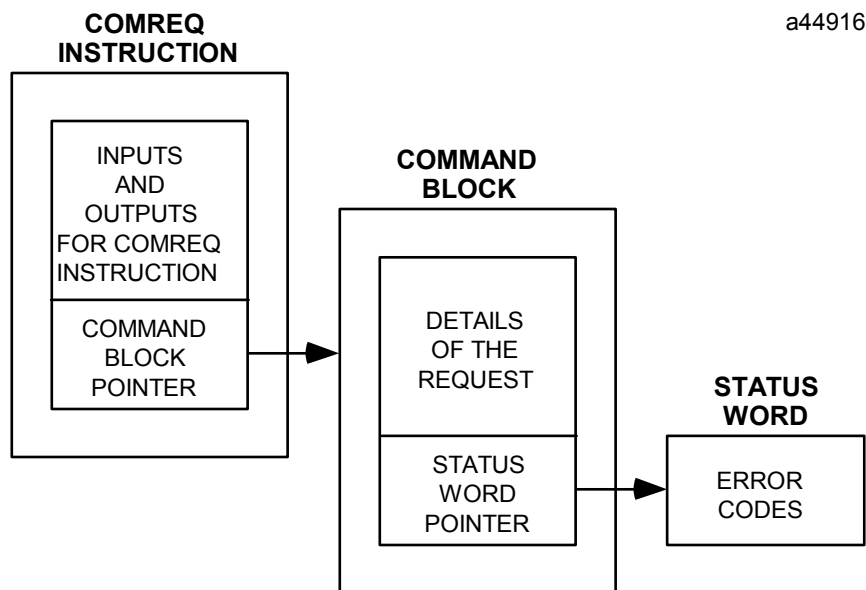 COMREQ
INSTRUCTION
a44916
INPUTS
AND
OUTPUTS
FOR COMREQ
INSTRUCTION
COMMAND
BLOCK
POINTER
COMMAND
BLOCK
DETAILS
OF THE
REQUEST
STATUS
WORD
POINTER
STATUS
WORD
ERROR
CODES